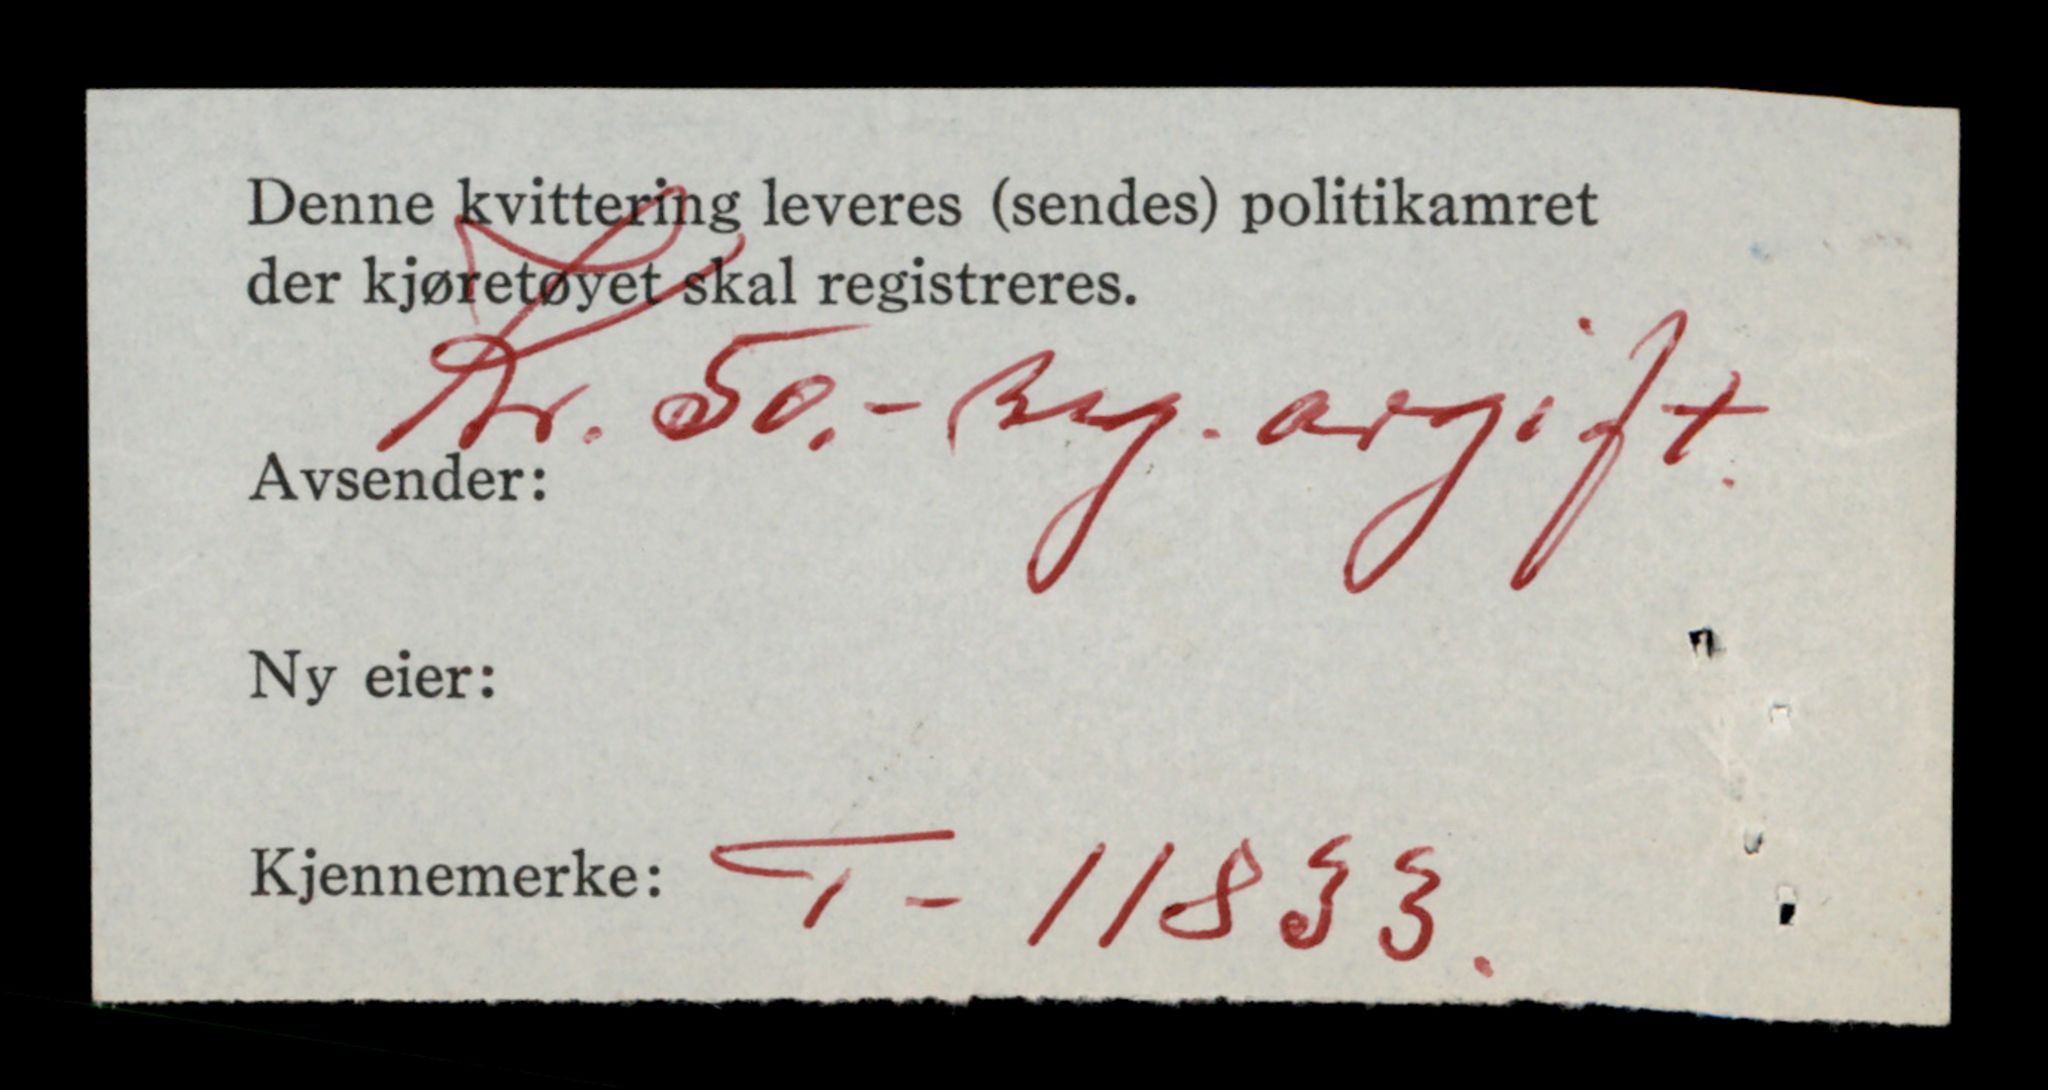 Denne kvittering leveres (sendes) politikamret
der kjøretøyet skal registreres.
Kr. 50.- Reg. avgift.
Avsender:
Ny eier:
Kjennemerke: T - 11833.